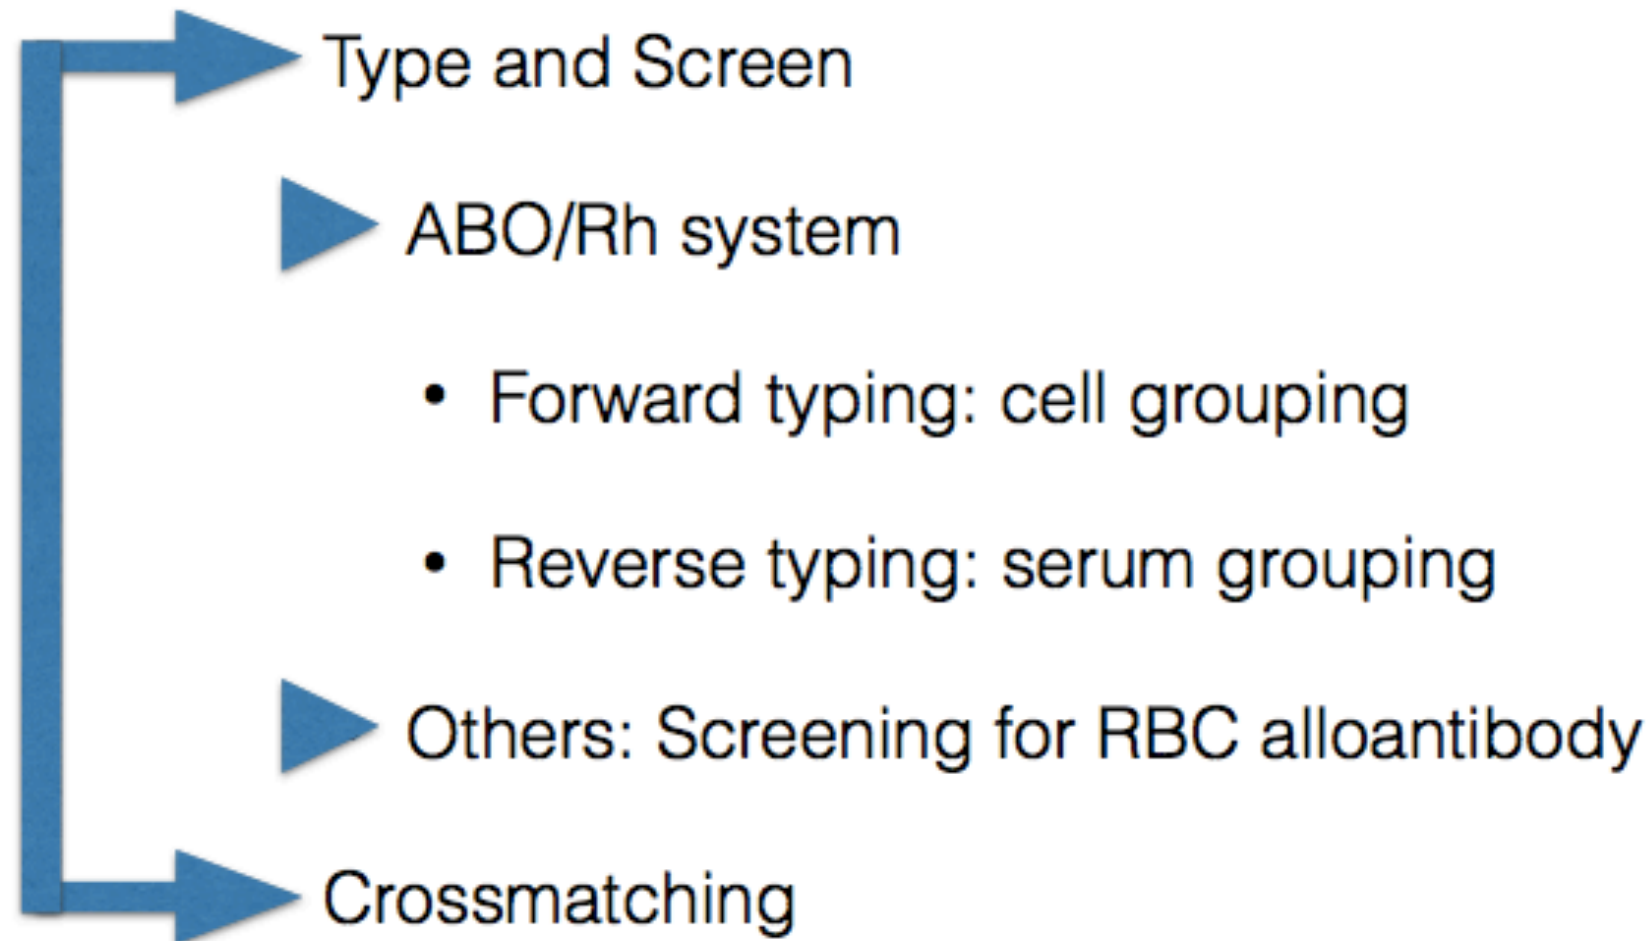 Type and Screen
ABO/Rh system
• Forward typing: cell grouping
• Reverse typing: serum grouping
Others: Screening for RBC alloantibody
Crossmatching